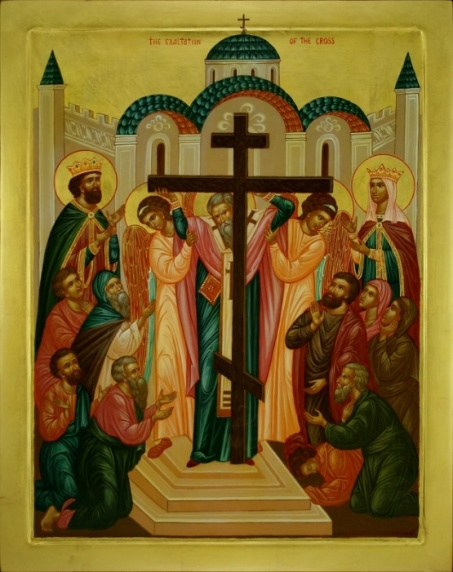 THE EXALTATION OF THE CROSS